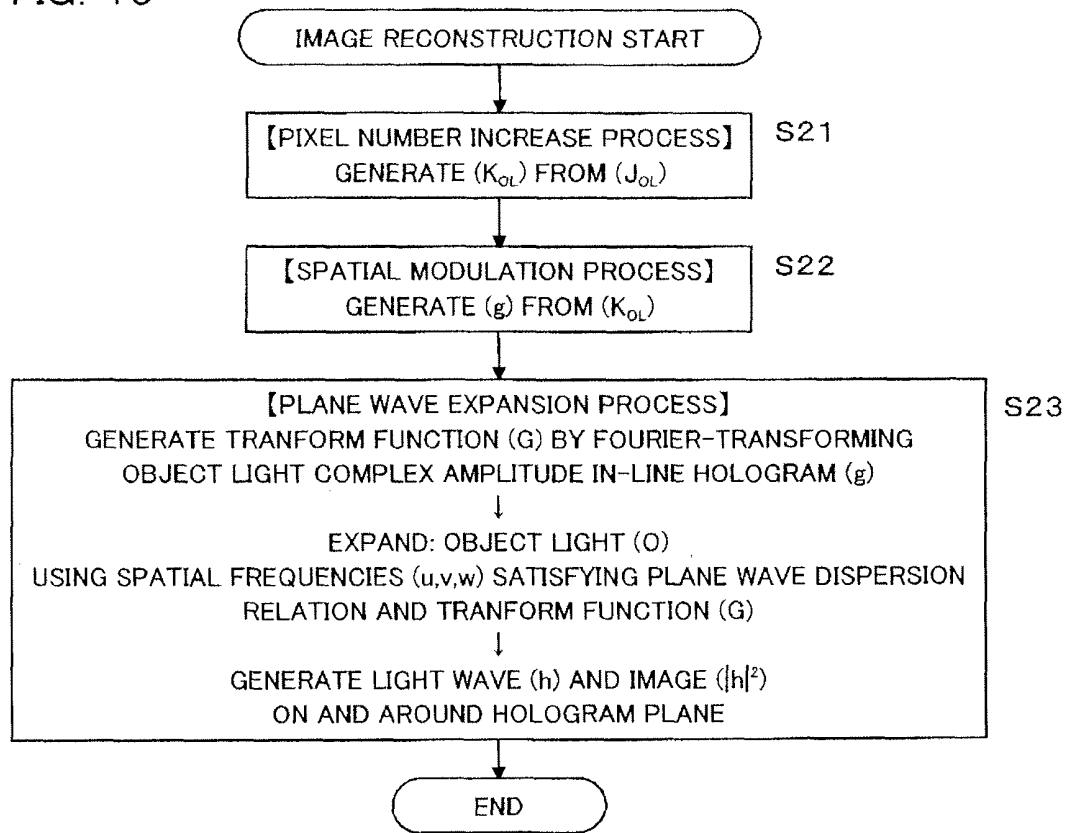 IMAGE RECONSTRUCTION START
【PIXEL NUMBER INCREASE PROCESS】 S21
GENERATE (K_OL) FROM (J_OL)
【SPATIAL MODULATION PROCESS】 S22
GENERATE (g) FROM (K_OL)
【PLANE WAVE EXPANSION PROCESS】 S23
GENERATE TRANFORM FUNCTION (G) BY FOURIER-TRANSFORMING
OBJECT LIGHT COMPLEX AMPLITUDE IN-LINE HOLOGRAM (g)
↓
EXPAND: OBJECT LIGHT (O)
USING SPATIAL FREQUENCIES (u,v,w) SATISFYING PLANE WAVE DISPERSION
RELATION AND TRANFORM FUNCTION (G)
↓
GENERATE LIGHT WAVE (h) AND IMAGE (|h|²)
ON AND AROUND HOLOGRAM PLANE
END